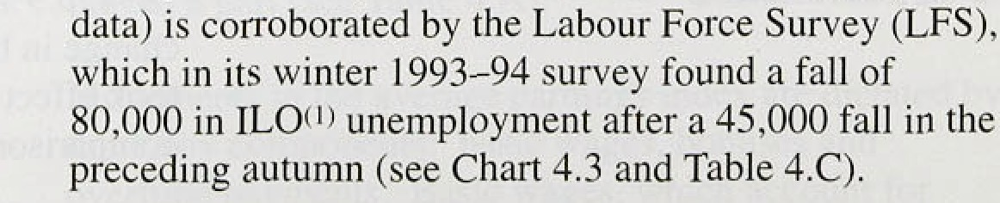 data) is corroborated by the Labour Force Survey (LFS),
which in its winter 1993–94 survey found a fall of
80,000 in ILO(1) unemployment after a 45,000 fall in the
preceding autumn (see Chart 4.3 and Table 4.C).